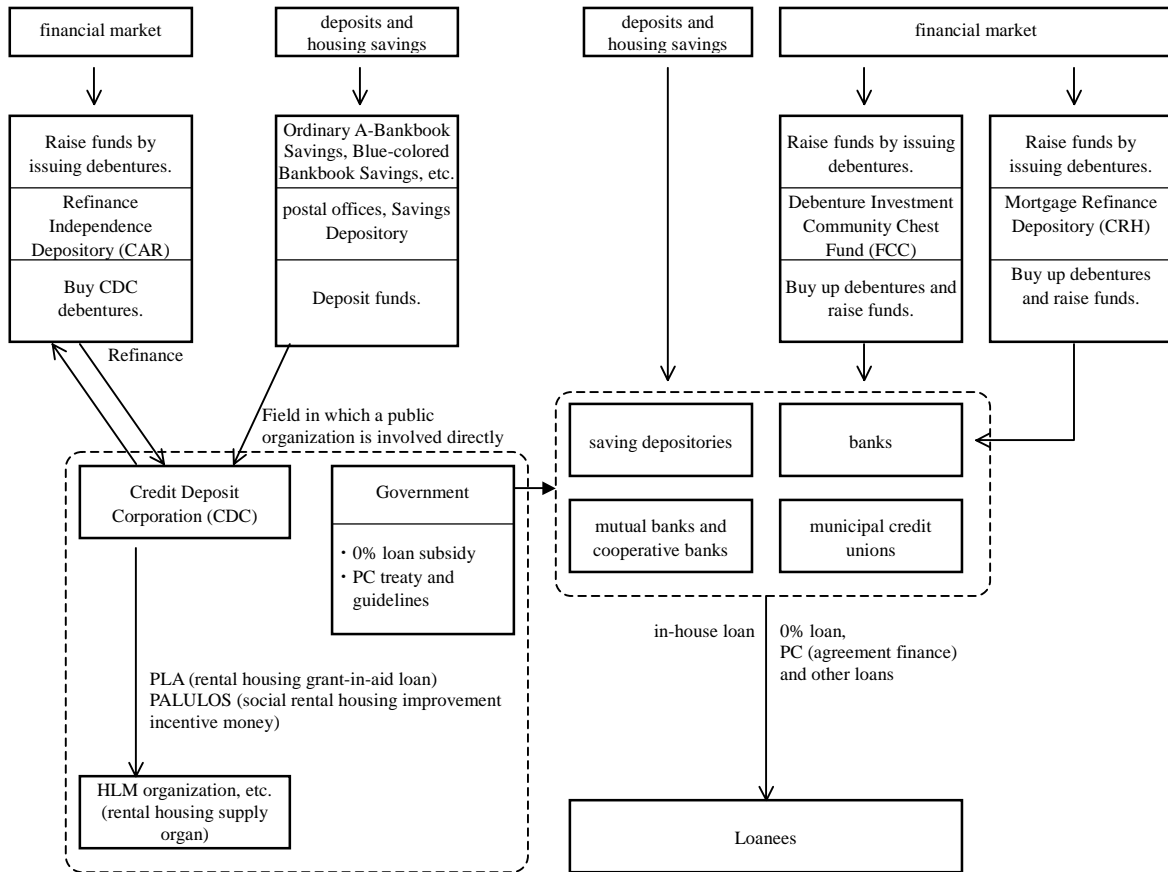 financial market
deposits and
housing savings
deposits and
housing savings
financial market
Raise funds by
issuing debentures.
Refinance
Independence
Depository (CAR)
Buy CDC
debentures.
Ordinary A-Bankbook
Savings, Blue-colored
Bankbook Savings, etc.
postal offices, Savings
Depository
Deposit funds.
Raise funds by issuing
debentures.
Debenture Investment
Community Chest
Fund (FCC)
Buy up debentures and
raise funds.
Raise funds by
issuing debentures.
Mortgage Refinance
Depository (CRH)
Buy up debentures
and raise funds.
Refinance
Field in which a public
organization is involved directly
Credit Deposit
Corporation (CDC)
Government
・0% loan subsidy
・PC treaty and
guidelines
saving depositories
banks
mutual banks and
cooperative banks
municipal credit
unions
in-house loan
0% loan,
PC (agreement finance)
and other loans
PLA (rental housing grant-in-aid loan)
PALULOS (social rental housing improvement
incentive money)
HLM organization, etc.
(rental housing supply
organ)
Loanees